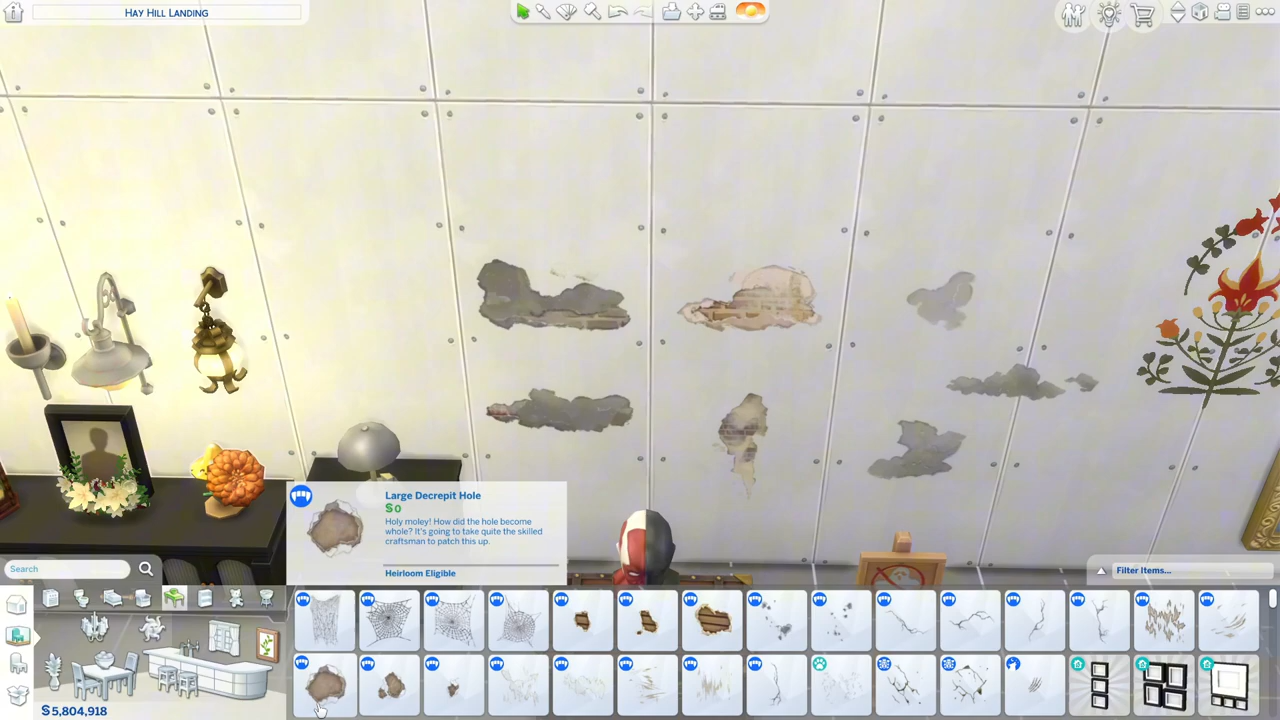 HAY HILL LANDING
Large Decrepit Hole
§0
Holy moley! How did the hole become
whole? It's going to take quite the skilled
craftsman to patch this up.
Heirloom Eligible
Search
Filter Items...
§5,804,918